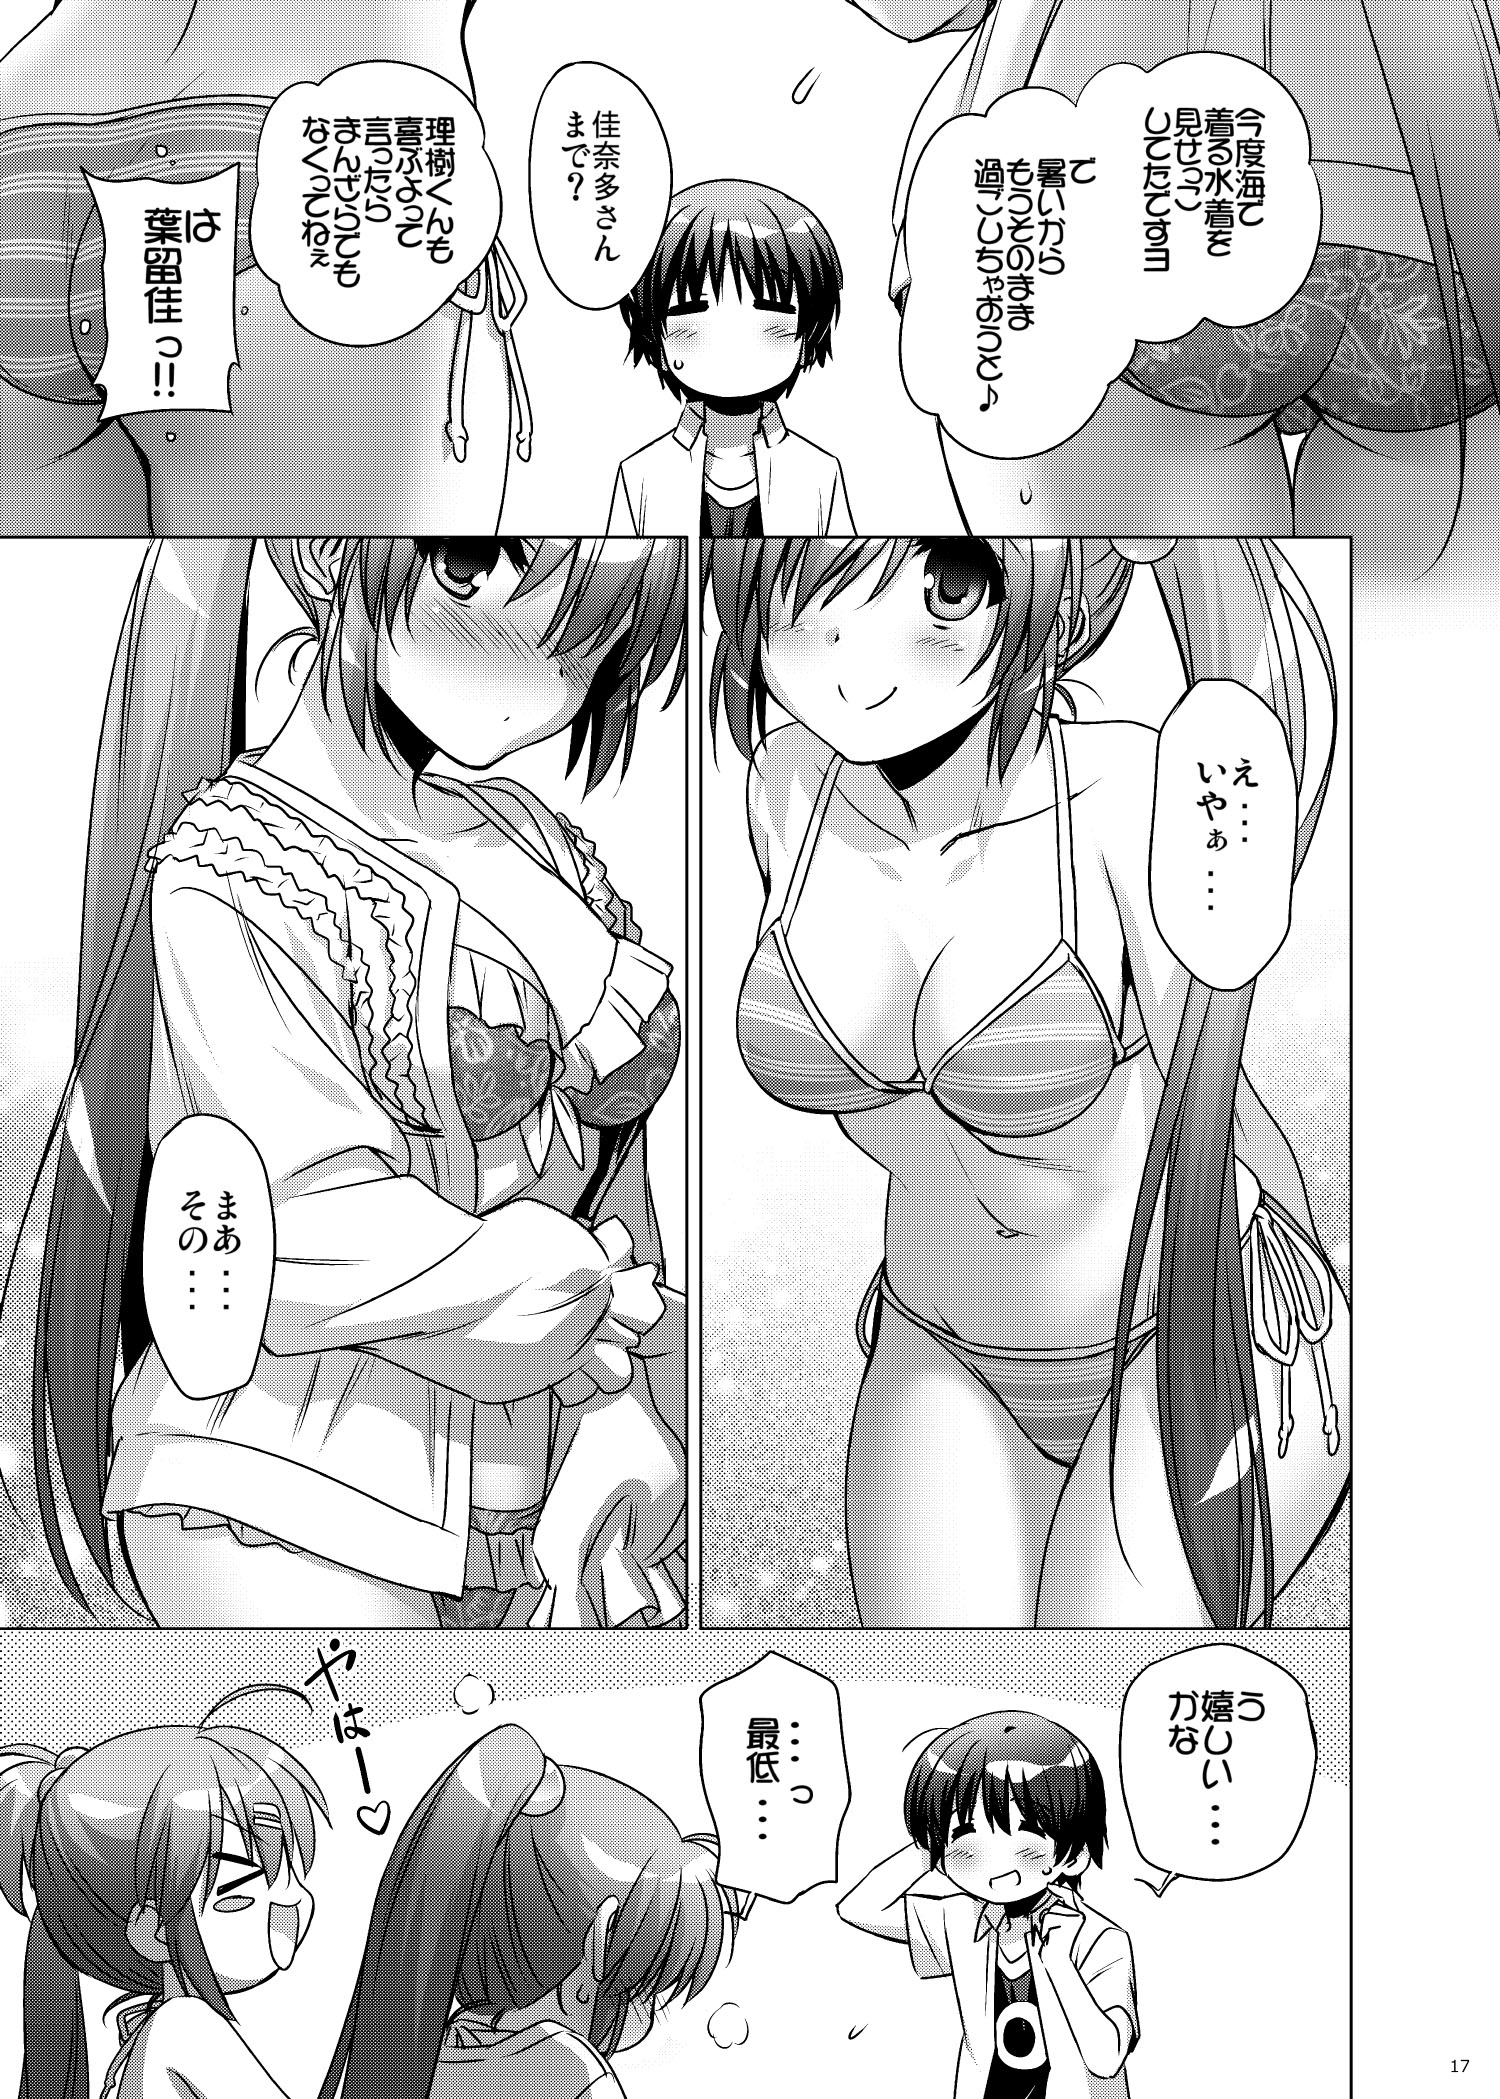 今度海で
着る水着を
見せっこ
してたですヨ
で
暑いから
もうそのまま
過ごしちゃおうと♪
佳奈多さん
まで?
理樹くんも
喜ぶよって
言ったら
まんざらでも
なくってねぇ
は
葉留佳っ!!
え・・・
いやぁ・・・
まあ・・・
その・・・
う
嬉しい・・・
かな
・・・っ
最低・・・
やはー♡
17